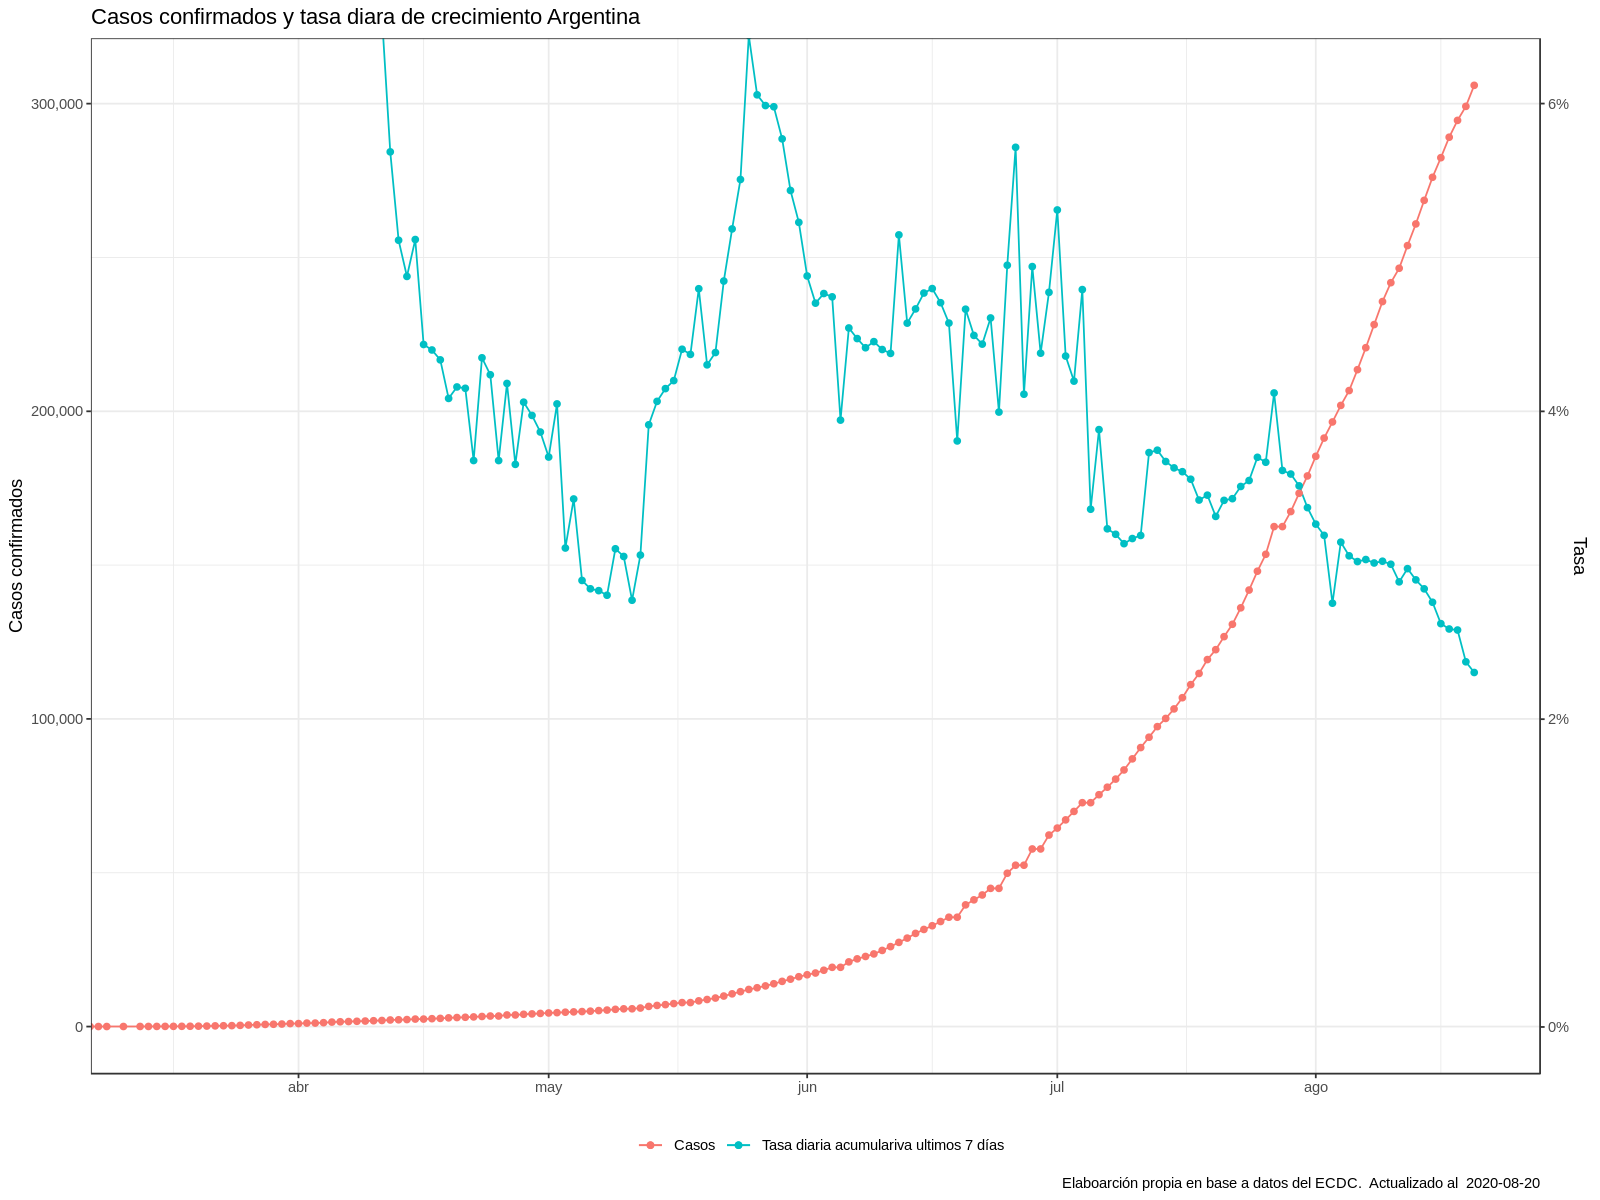 Casos confirmados y tasa diara de crecimiento Argentina
300,000
200,000
100,000
0
Casos confirmados
6%
4%
2%
0%
Tasa
abr
may
jun
jul
ago
Casos
Tasa diaria acumulariva ultimos 7 días
Elaboarción propia en base a datos del ECDC.  Actualizado al  2020-08-20